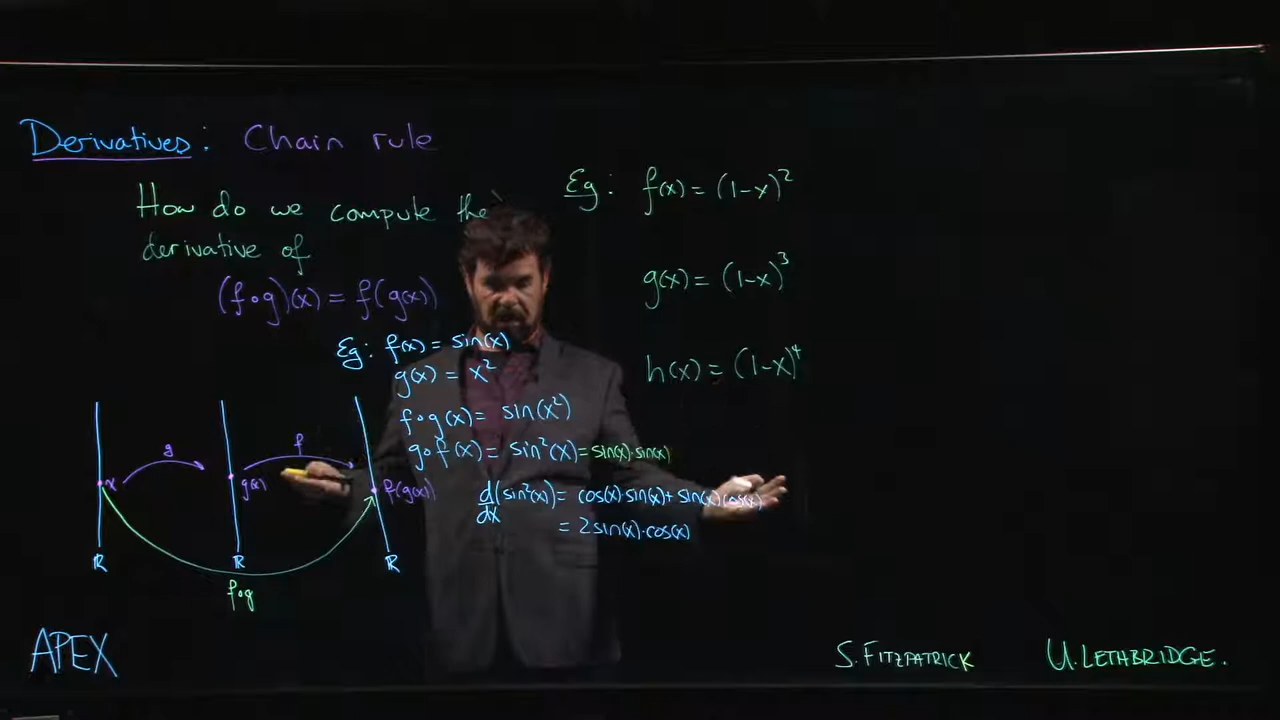 Derivatives: Chain rule
How do we compute the
derivative of
(f∘g)(x) = f(g(x))
Eg: f(x) = sin(x)
g(x) = x²
f∘g(x) = sin(x²)
g∘f(x) = sin²(x) = sin(x)·sin(x)
d/dx (sin²(x)) = cos(x)·sin(x) + sin(x)·cos(x)
= 2sin(x)·cos(x)
g f
x g(x) f(g(x))
ℝ ℝ ℝ
f∘g
Eg: f(x) = (1-x)²
g(x) = (1-x)³
h(x) = (1-x)⁴
APEX
S. FITZPATRICK U. LETHBRIDGE.